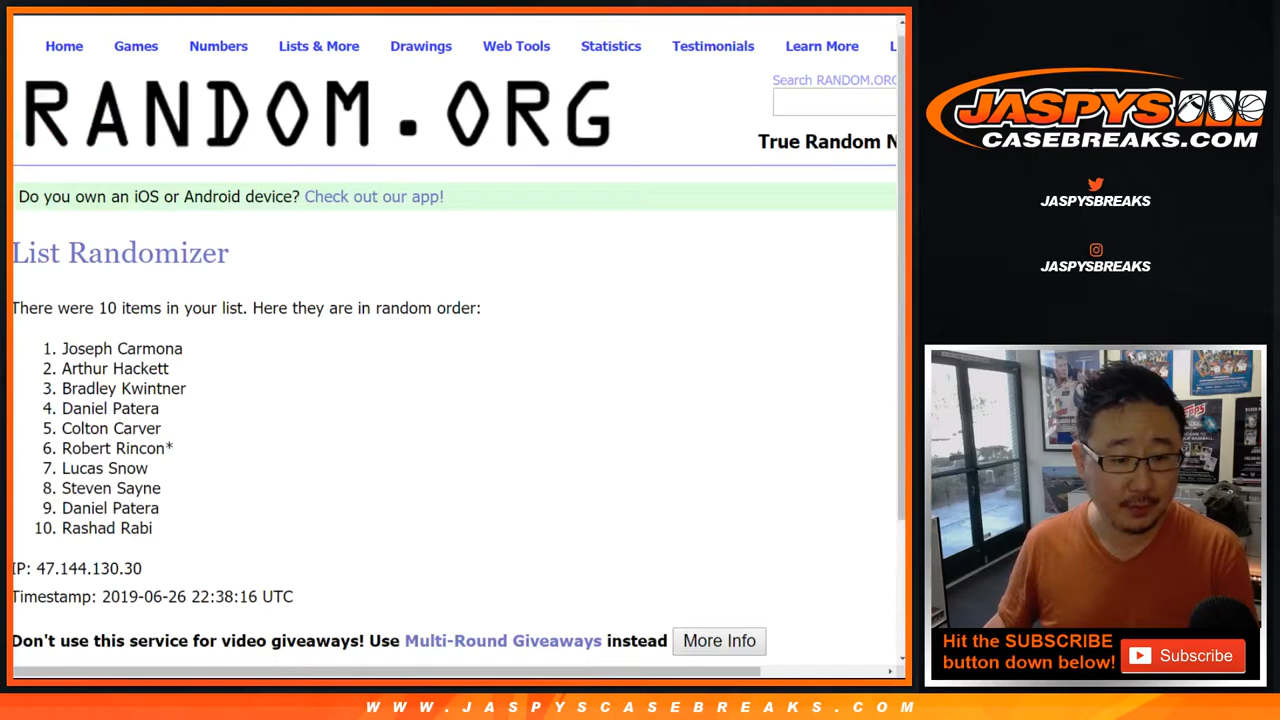 Home Games Numbers Lists & More Drawings Web Tools Statistics Testimonials Learn More L
RANDOM.ORG
Search RANDOM.ORG
True Random N
Do you own an iOS or Android device? Check out our app!
List Randomizer
There were 10 items in your list. Here they are in random order:
1. Joseph Carmona
2. Arthur Hackett
3. Bradley Kwintner
4. Daniel Patera
5. Colton Carver
6. Robert Rincon*
7. Lucas Snow
8. Steven Sayne
9. Daniel Patera
10. Rashad Rabi
IP: 47.144.130.30
Timestamp: 2019-06-26 22:38:16 UTC
Don't use this service for video giveaways! Use Multi-Round Giveaways instead More Info
JASPYS
CASEBREAKS.COM
JASPYSBREAKS
JASPYSBREAKS
Hit the SUBSCRIBE
button down below!
Subscribe
WWW.JASPYSCASEBREAKS.COM